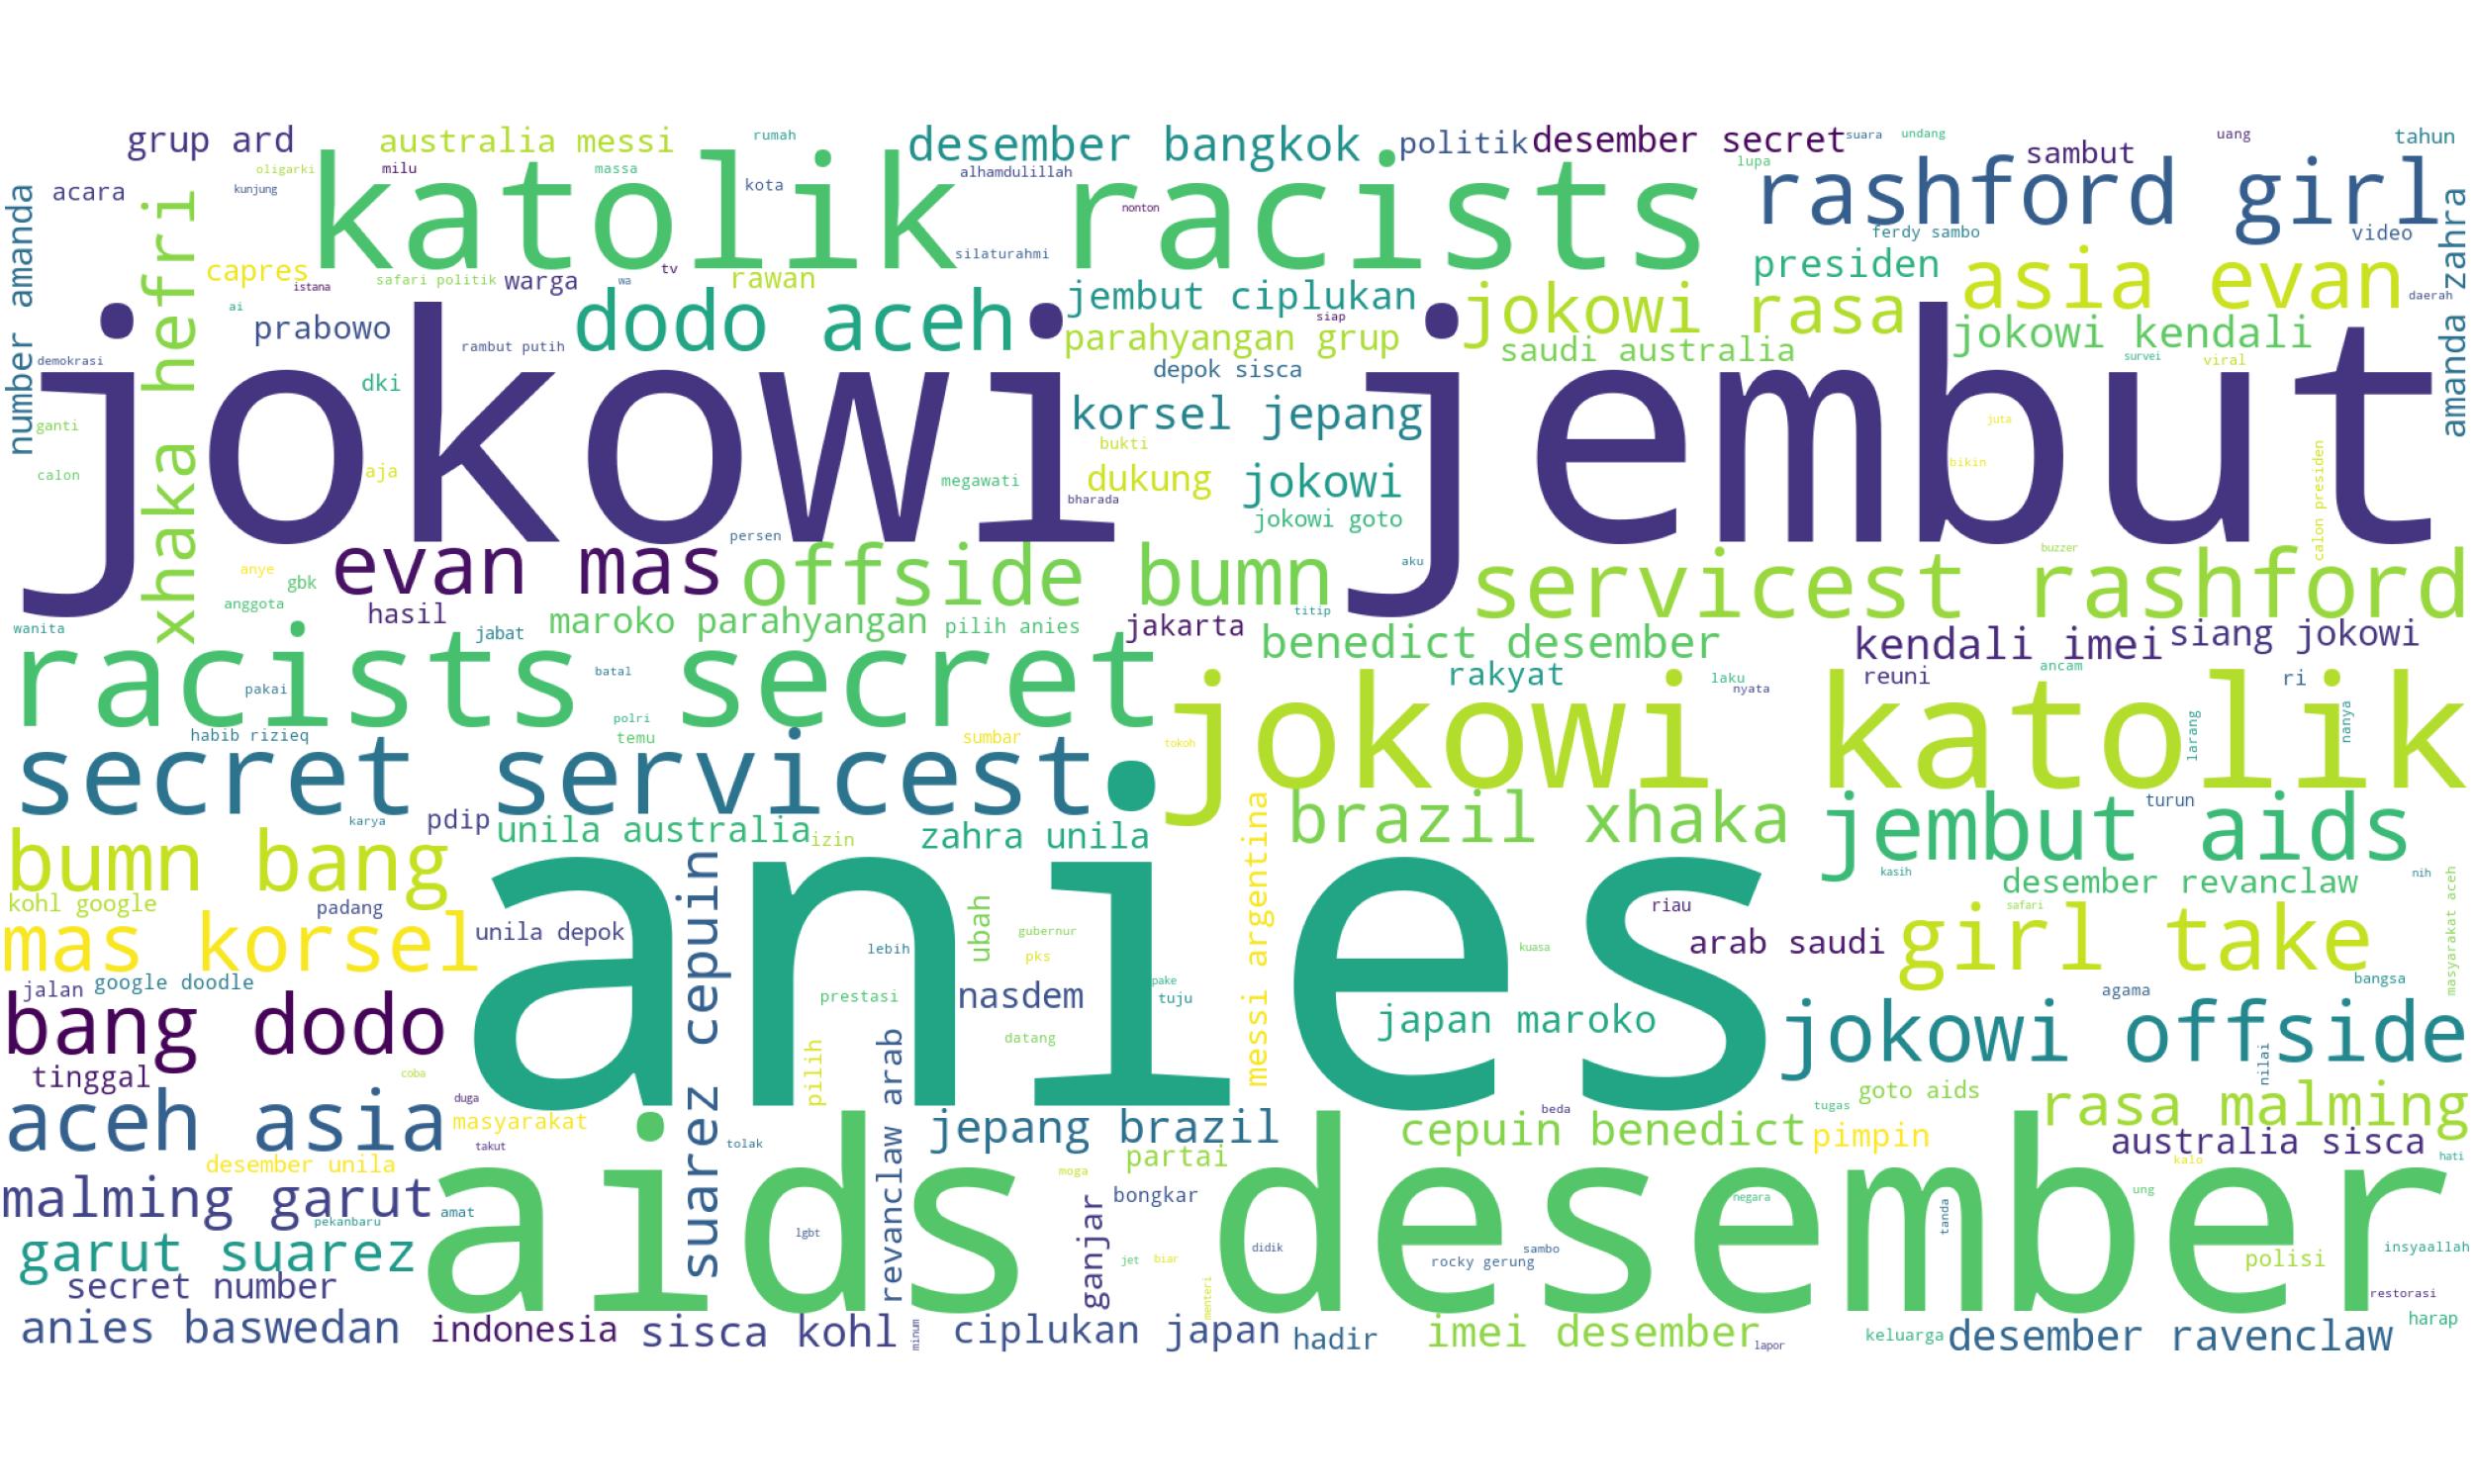 grup ard
australia messi
rumah
desember bangkok
politik
desember secret
suara
undang
uang
tahun
oligarki
milu
massa
lupa
sambut
acara
kunjung
katolik racists
kota
alhamdulillah
nonton
rashford girl
number amanda
xhaka hefri
ferdy sambo
video
amanda zahra
silaturahmi
capres
istana
safari politik
warga
tv
wa
rawan
presiden
asia evan
daerah
ai
prabowo
rambut putih
dodo aceh
jembut ciplukan
siap
jokowi rasa
jokowi kendali
parahyangan grup
saudi australia
survei
viral
demokrasi
jokowi jembut
dki
depok sisca
ganti
korsel jepang
juta
calon
aja
bukti
bikin
calon presiden
megawati
dukung
jokowi
bharada
jokowi goto
persen
evan mas
offside bumn
aku
servicest rashford
buzzer
anye
gbk
anggota
hasil
titip
wanita
jabat
maroko parahyangan
pilih anies
jakarta
benedict desember
kendali imei
siang jokowi
racists secret
batal
pakai
rakyat
laku
nyata
ancam
reuni
ri
polri
temu
habib rizieq
sumbar
tokoh
jokowi katolik
larang
nanya
secret servicest
karya
pdip
unila australia
izin
zahra unila
messi argentina
brazil xhaka
turun
jembut aids
bumn bang
suarez cepuin
anies
kasih
desember revanclaw
nih
masyarakat aceh
kohl google
padang
ubah
riau
safari
mas korsel
unila depok
lebih
gubernur
pks
kuasa
arab saudi
girl take
jalan
google doodle
prestasi
nasdem
pake
tuju
agama
bangsa
bang dodo
revanclaw arab
pilih
datang
japan maroko
jokowi offside
nilai
tinggal
coba
duga
goto aids
rasa malming
aceh asia
masyarakat
takut
tolak
jepang brazil
beda
cepuin benedict
tugas
pimpin
australia sisca
kalo
hati
desember unila
partai
moga
aids desember
malming garut
pekanbaru
amat
lgbt
ganjar
bongkar
negara
tanda
ung
garut suarez
jet
biar
didik
rocky gerung
sambo
polisi
insyaallah
secret number
menteri
restorasi
anies baswedan
indonesia
sisca kohl
minum
ciplukan japan
hadir
imei desember
lapor
keluarga
desember ravenclaw
harap